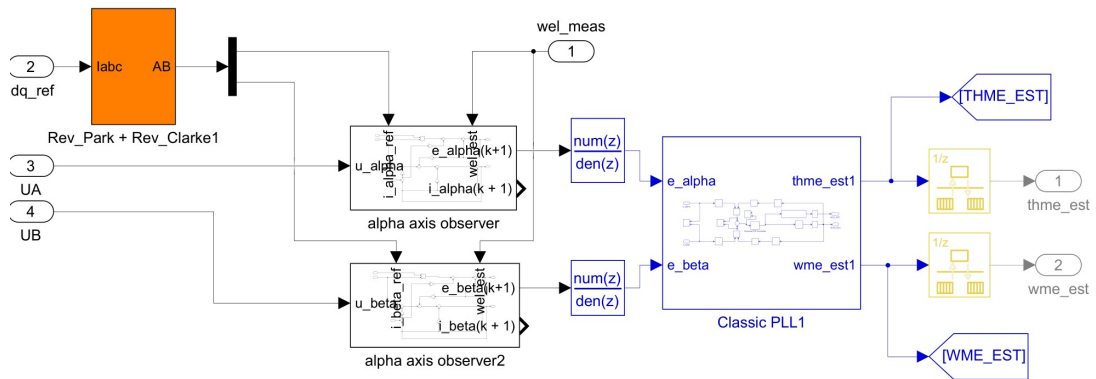 wel_meas
1
2
dq_ref
Iabc
AB
Rev_Park + Rev_Clarke1
3
UA
4
UB
u_alpha
i_alpha_ref
wel_est
e_alpha(k+1)
i_alpha(k + 1)
alpha axis observer
u_beta
i_beta_ref
wel_est
e_beta(k+1)
i_beta(k + 1)
alpha axis observer2
num(z)
den(z)
num(z)
den(z)
e_alpha
e_beta
thme_est1
wme_est1
Classic PLL1
[THME_EST]
1/z
1
thme_est
1/z
2
wme_est
[WME_EST]